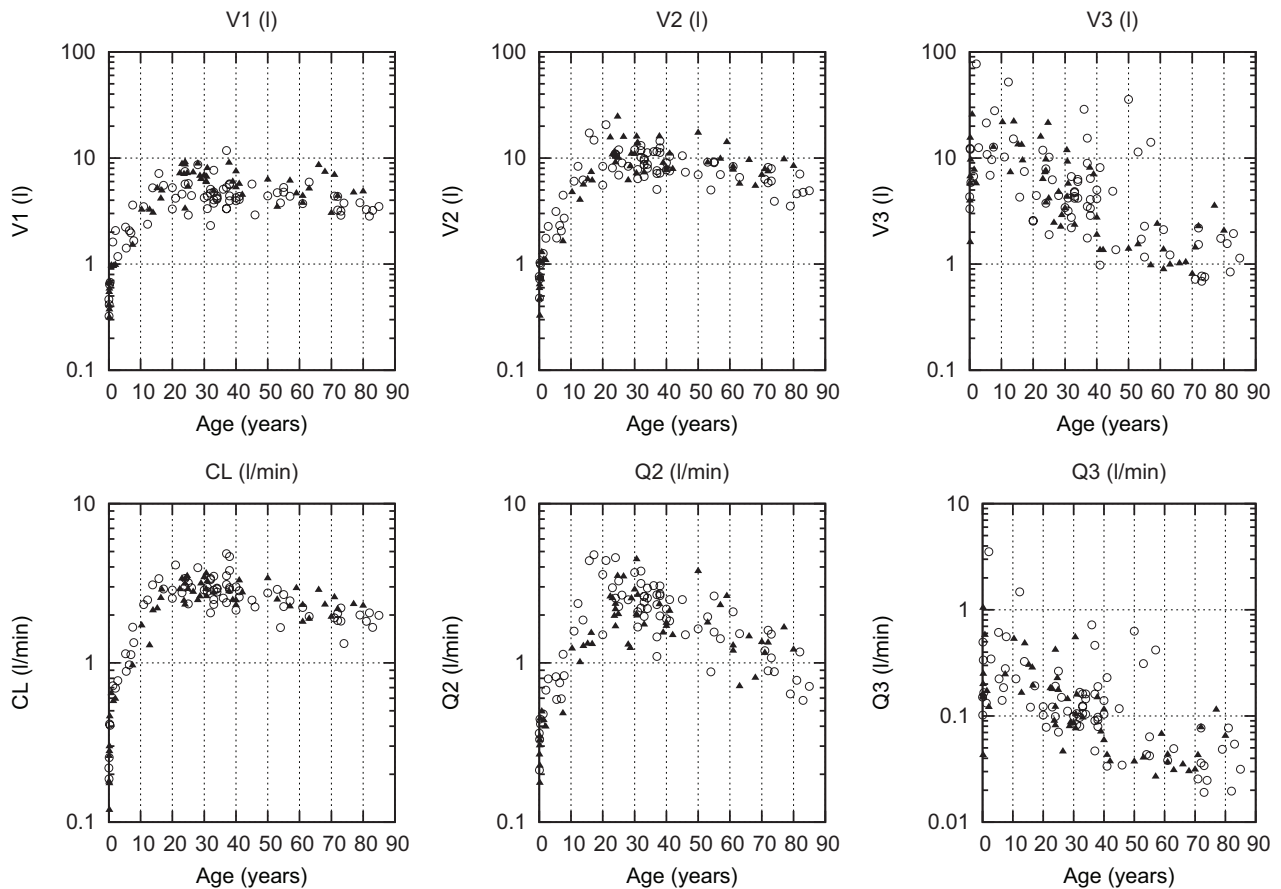 V1 (l) V2 (l) V3 (l)
100 100 100
10 10 10
V1 (l) V2 (l) V3 (l)
1 1 1
0.1 0.1 0.1
0 10 20 30 40 50 60 70 80 90 0 10 20 30 40 50 60 70 80 90 0 10 20 30 40 50 60 70 80 90
Age (years) Age (years) Age (years)
CL (l/min) Q2 (l/min) Q3 (l/min)
10 10 10
1
CL (l/min) Q2 (l/min) Q3 (l/min)
1 1
0.1
0.1 0.1 0.01
0 10 20 30 40 50 60 70 80 90 0 10 20 30 40 50 60 70 80 90 0 10 20 30 40 50 60 70 80 90
Age (years) Age (years) Age (years)